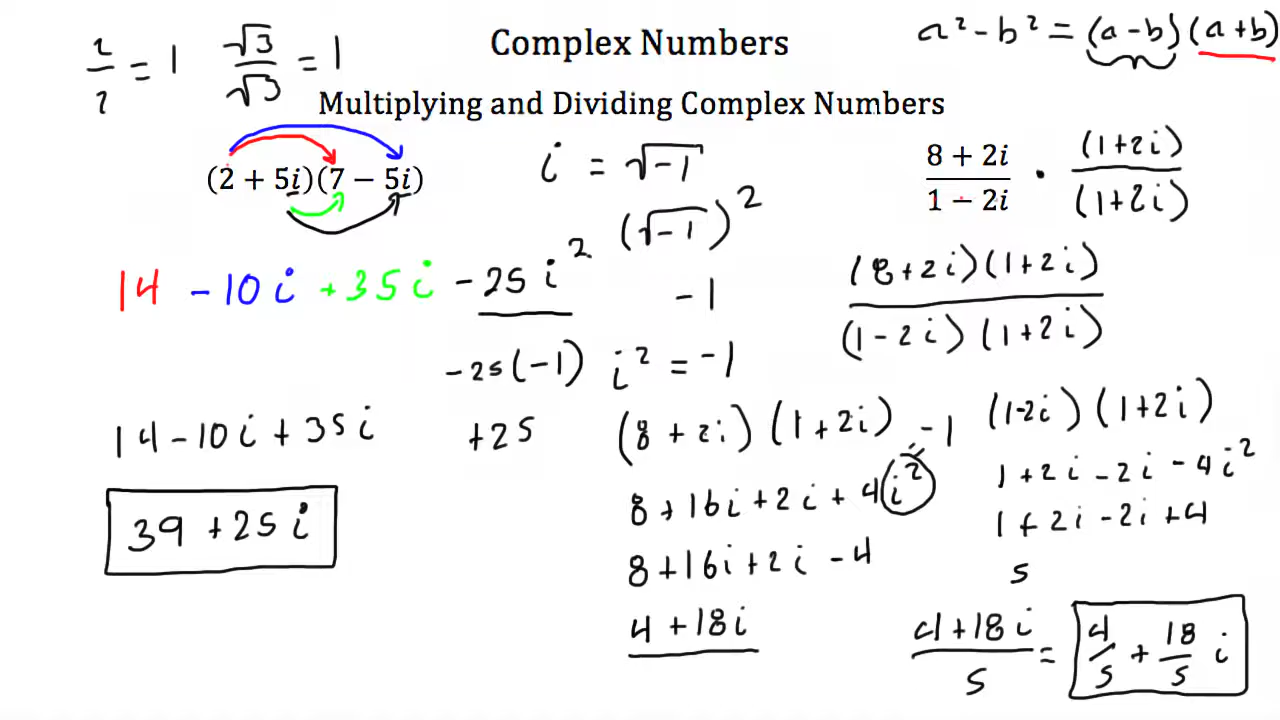 Complex Numbers
Multiplying and Dividing Complex Numbers
2/2 = 1
√3/√3 = 1
a² - b² = (a - b)(a + b)
(2 + 5i)(7 − 5i)
14 - 10i + 35i - 25i²
-25(-1)
14 - 10i + 35i
+25
39 + 25i
i = √-1
(√-1)²
-1
i² = -1
(8 + 2i)(1 + 2i)
8 + 16i + 2i + 4i²
= -1
8 + 16i + 2i - 4
4 + 18i
(8 + 2i)/(1 − 2i) · (1+2i)/(1+2i)
(8+2i)(1+2i)/(1-2i)(1+2i)
(1-2i)(1+2i)
1 + 2i - 2i - 4i²
1 + 2i - 2i + 4
5
(4+18i)/5 = 4/5 + 18/5 i